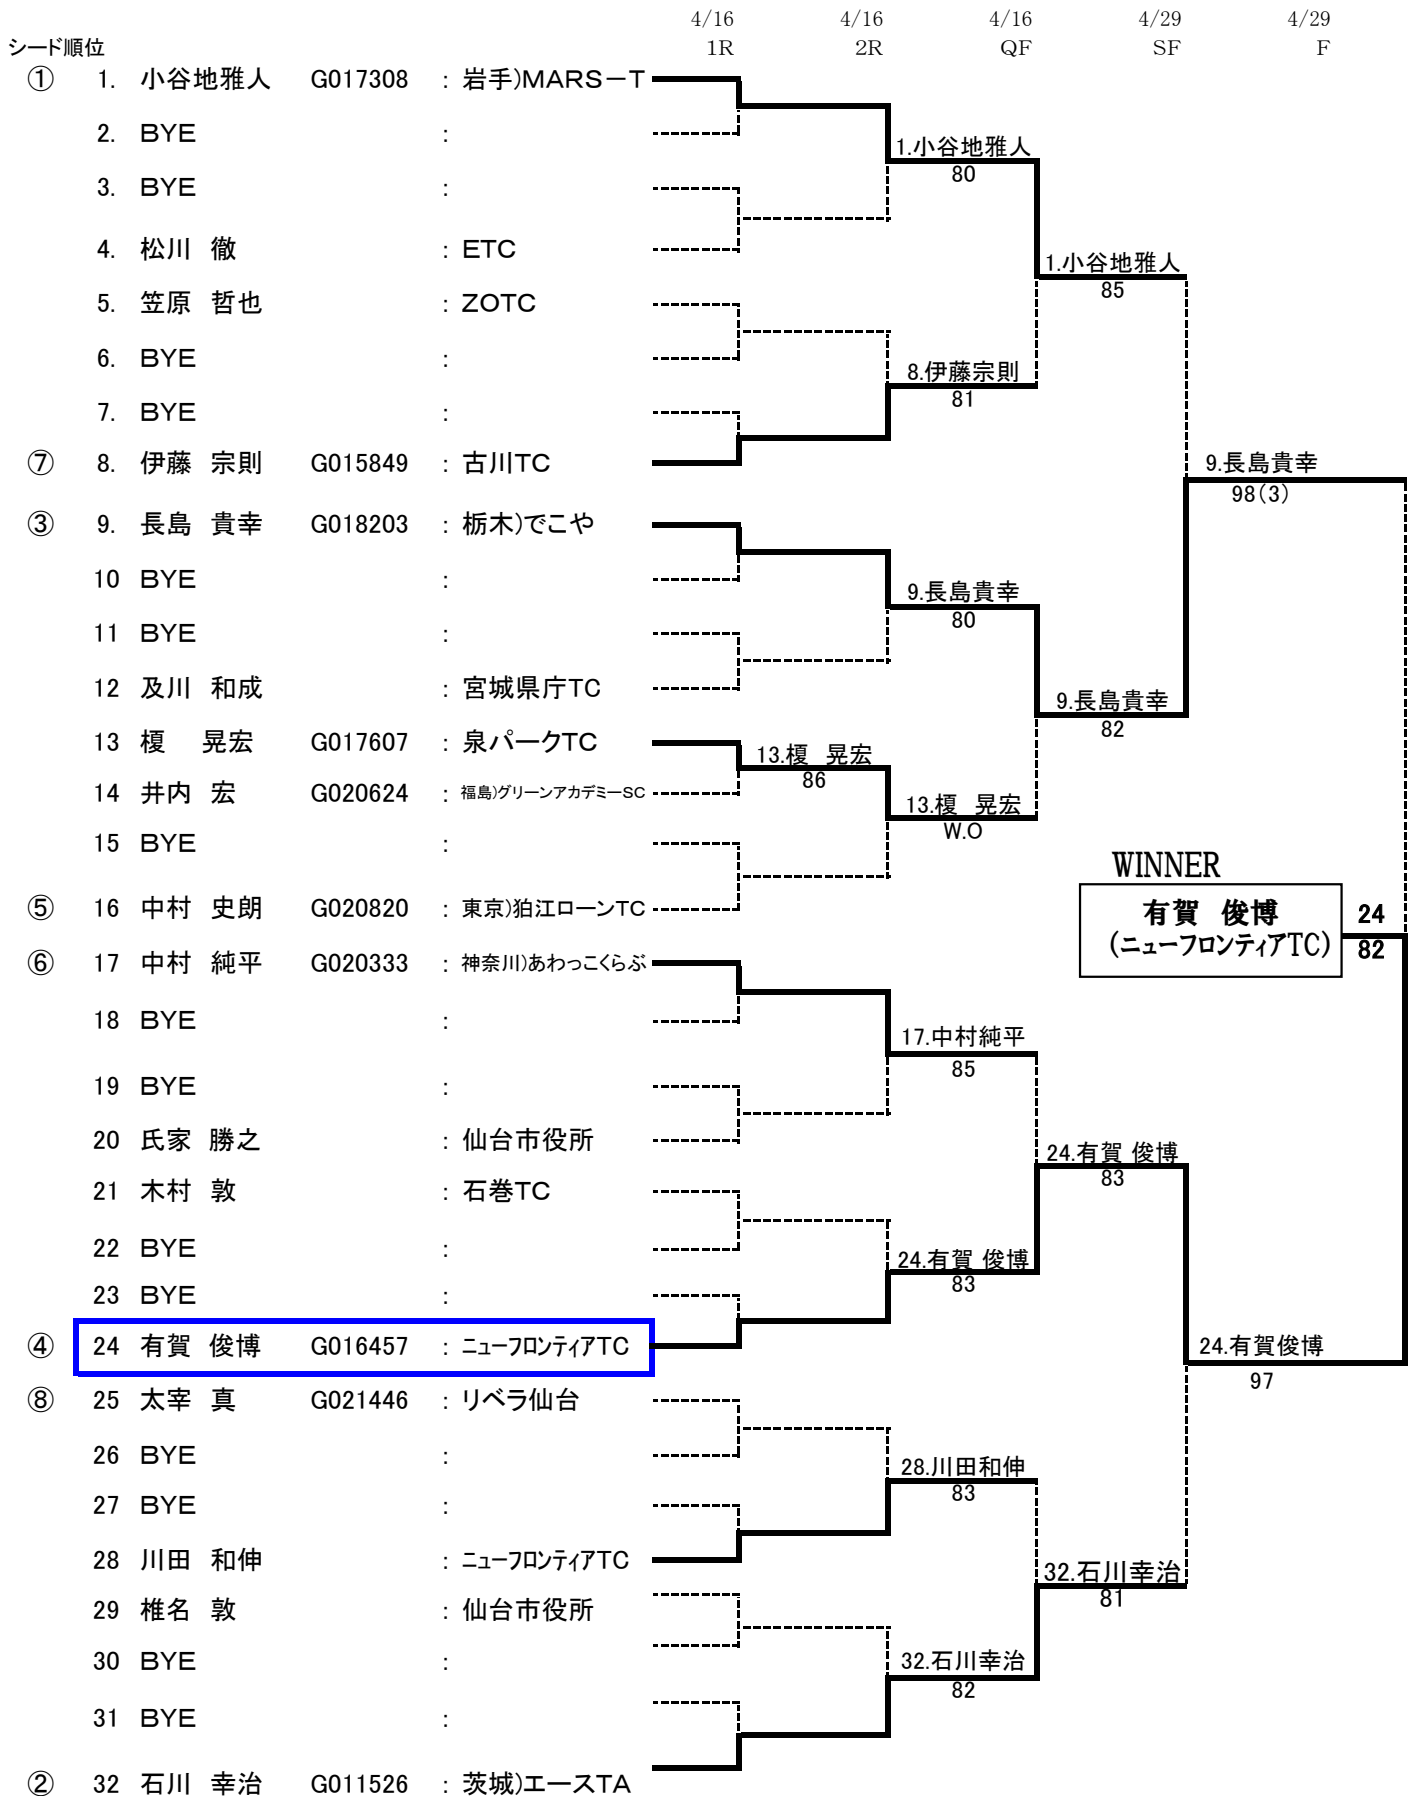 4/16 4/16 4/16 4/29 4/29
シード順位 1R 2R QF SF F
① 1. 小谷地雅人 G017308 : 岩手)MARS－T
2. BYE :
1.小谷地雅人
80
3. BYE :
4. 松川 徹 : ETC
1.小谷地雅人
85
5. 笠原 哲也 : ZOTC
6. BYE :
8.伊藤宗則
81
7. BYE :
⑦ 8. 伊藤 宗則 G015849 : 古川TC
9.長島貴幸
98(3)
③ 9. 長島 貴幸 G018203 : 栃木)でこや
10 BYE :
9.長島貴幸
80
11 BYE :
12 及川 和成 : 宮城県庁TC
9.長島貴幸
82
13 榎 晃宏 G017607 : 泉パークTC
13.榎 晃宏
86
14 井内 宏 G020624 : 福島)グリーンアカデミーSC
13.榎 晃宏
W.O
15 BYE :
WINNER
⑤ 16 中村 史朗 G020820 : 東京)狛江ローンTC
有賀 俊博 24
(ニューフロンティアTC) 82
⑥ 17 中村 純平 G020333 : 神奈川)あわっこくらぶ
18 BYE :
17.中村純平
85
19 BYE :
20 氏家 勝之 : 仙台市役所
24.有賀 俊博
83
21 木村 敦 : 石巻TC
22 BYE :
24.有賀 俊博
83
23 BYE :
④ 24 有賀 俊博 G016457 : ニューフロンティアTC
24.有賀俊博
97
⑧ 25 太宰 真 G021446 : リベラ仙台
26 BYE :
28.川田和伸
83
27 BYE :
28 川田 和伸 : ニューフロンティアTC
32.石川幸治
81
29 椎名 敦 : 仙台市役所
30 BYE :
32.石川幸治
82
31 BYE :
② 32 石川 幸治 G011526 : 茨城)エースTA